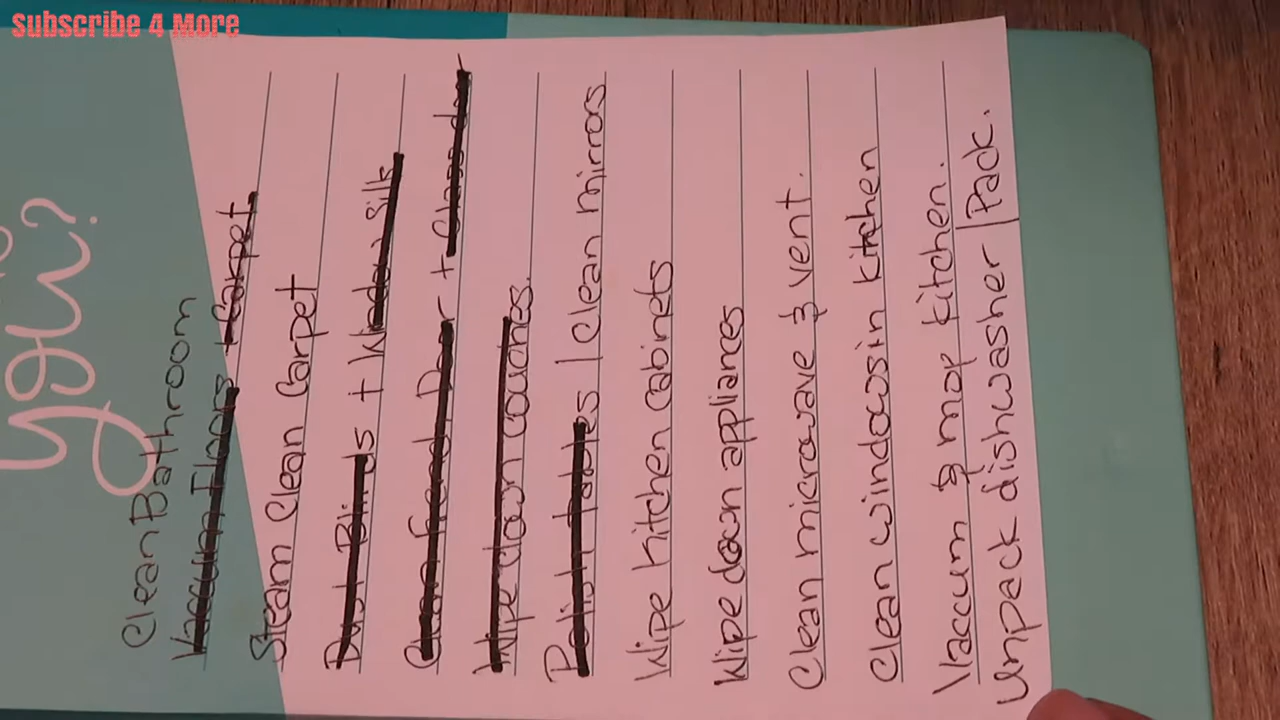 Subscribe 4 More
you?
Clean Bathroom
Vaccum Floors + Carpet
Steam Clean Carpet
Dust Blinds + Window Sills
Clean french Door + Glass door
Wipe down couches.
Polish tables / Clean mirrors
Wipe kitchen cabinets
Wipe down appliances
Clean microwave & vent.
Clean windows in kitchen
Vaccum & mop kitchen.
Unpack dishwasher / Pack.